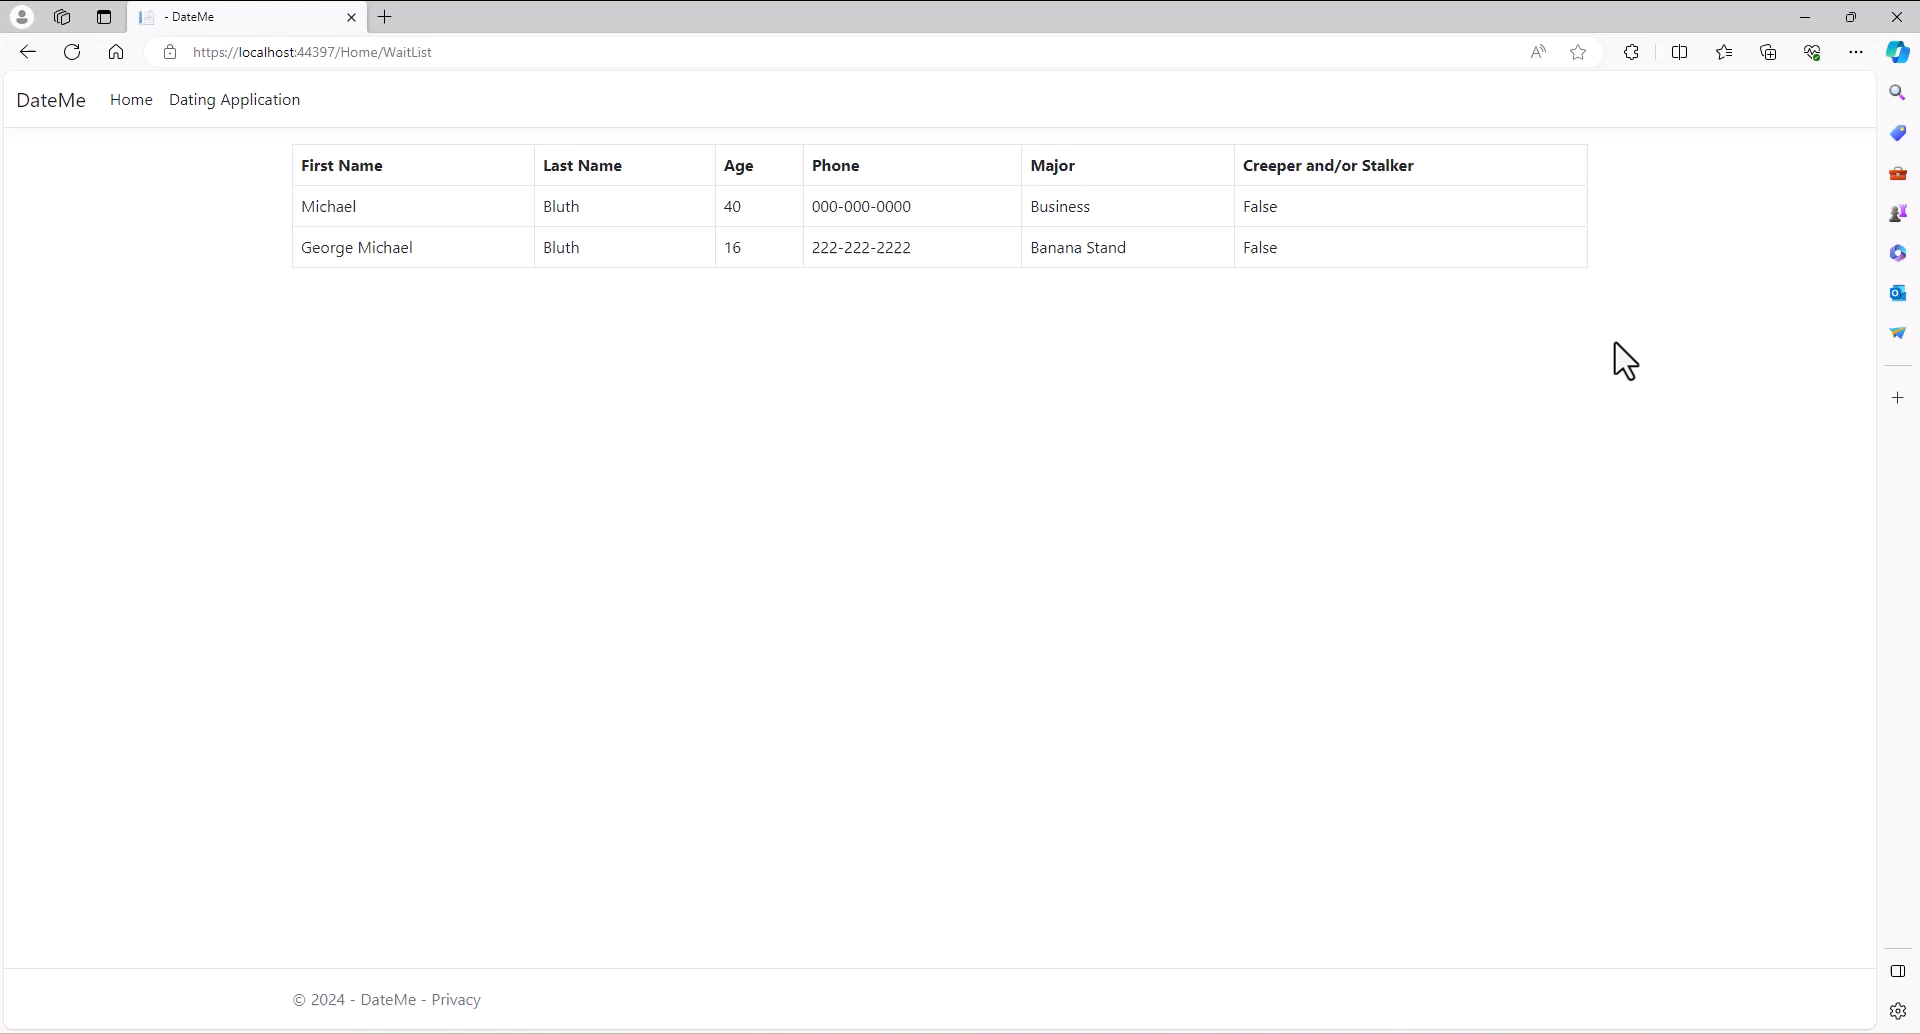 - DateMe
https://localhost:44397/Home/WaitList
DateMe Home Dating Application
First Name Last Name Age Phone Major Creeper and/or Stalker
Michael Bluth 40 000-000-0000 Business False
George Michael Bluth 16 222-222-2222 Banana Stand False
© 2024 - DateMe - Privacy